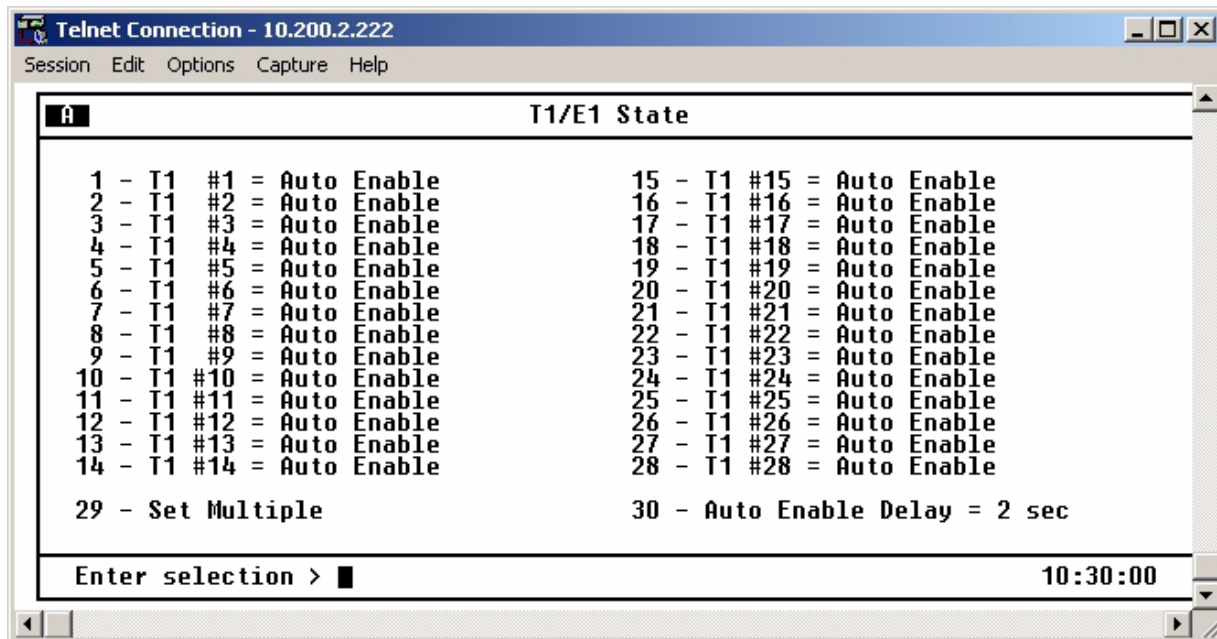 Telnet Connection - 10.200.2.222
Session Edit Options Capture Help
A T1/E1 State
1 - T1 #1 = Auto Enable 15 - T1 #15 = Auto Enable
2 - T1 #2 = Auto Enable 16 - T1 #16 = Auto Enable
3 - T1 #3 = Auto Enable 17 - T1 #17 = Auto Enable
4 - T1 #4 = Auto Enable 18 - T1 #18 = Auto Enable
5 - T1 #5 = Auto Enable 19 - T1 #19 = Auto Enable
6 - T1 #6 = Auto Enable 20 - T1 #20 = Auto Enable
7 - T1 #7 = Auto Enable 21 - T1 #21 = Auto Enable
8 - T1 #8 = Auto Enable 22 - T1 #22 = Auto Enable
9 - T1 #9 = Auto Enable 23 - T1 #23 = Auto Enable
10 - T1 #10 = Auto Enable 24 - T1 #24 = Auto Enable
11 - T1 #11 = Auto Enable 25 - T1 #25 = Auto Enable
12 - T1 #12 = Auto Enable 26 - T1 #26 = Auto Enable
13 - T1 #13 = Auto Enable 27 - T1 #27 = Auto Enable
14 - T1 #14 = Auto Enable 28 - T1 #28 = Auto Enable
29 - Set Multiple 30 - Auto Enable Delay = 2 sec
Enter selection > 10:30:00